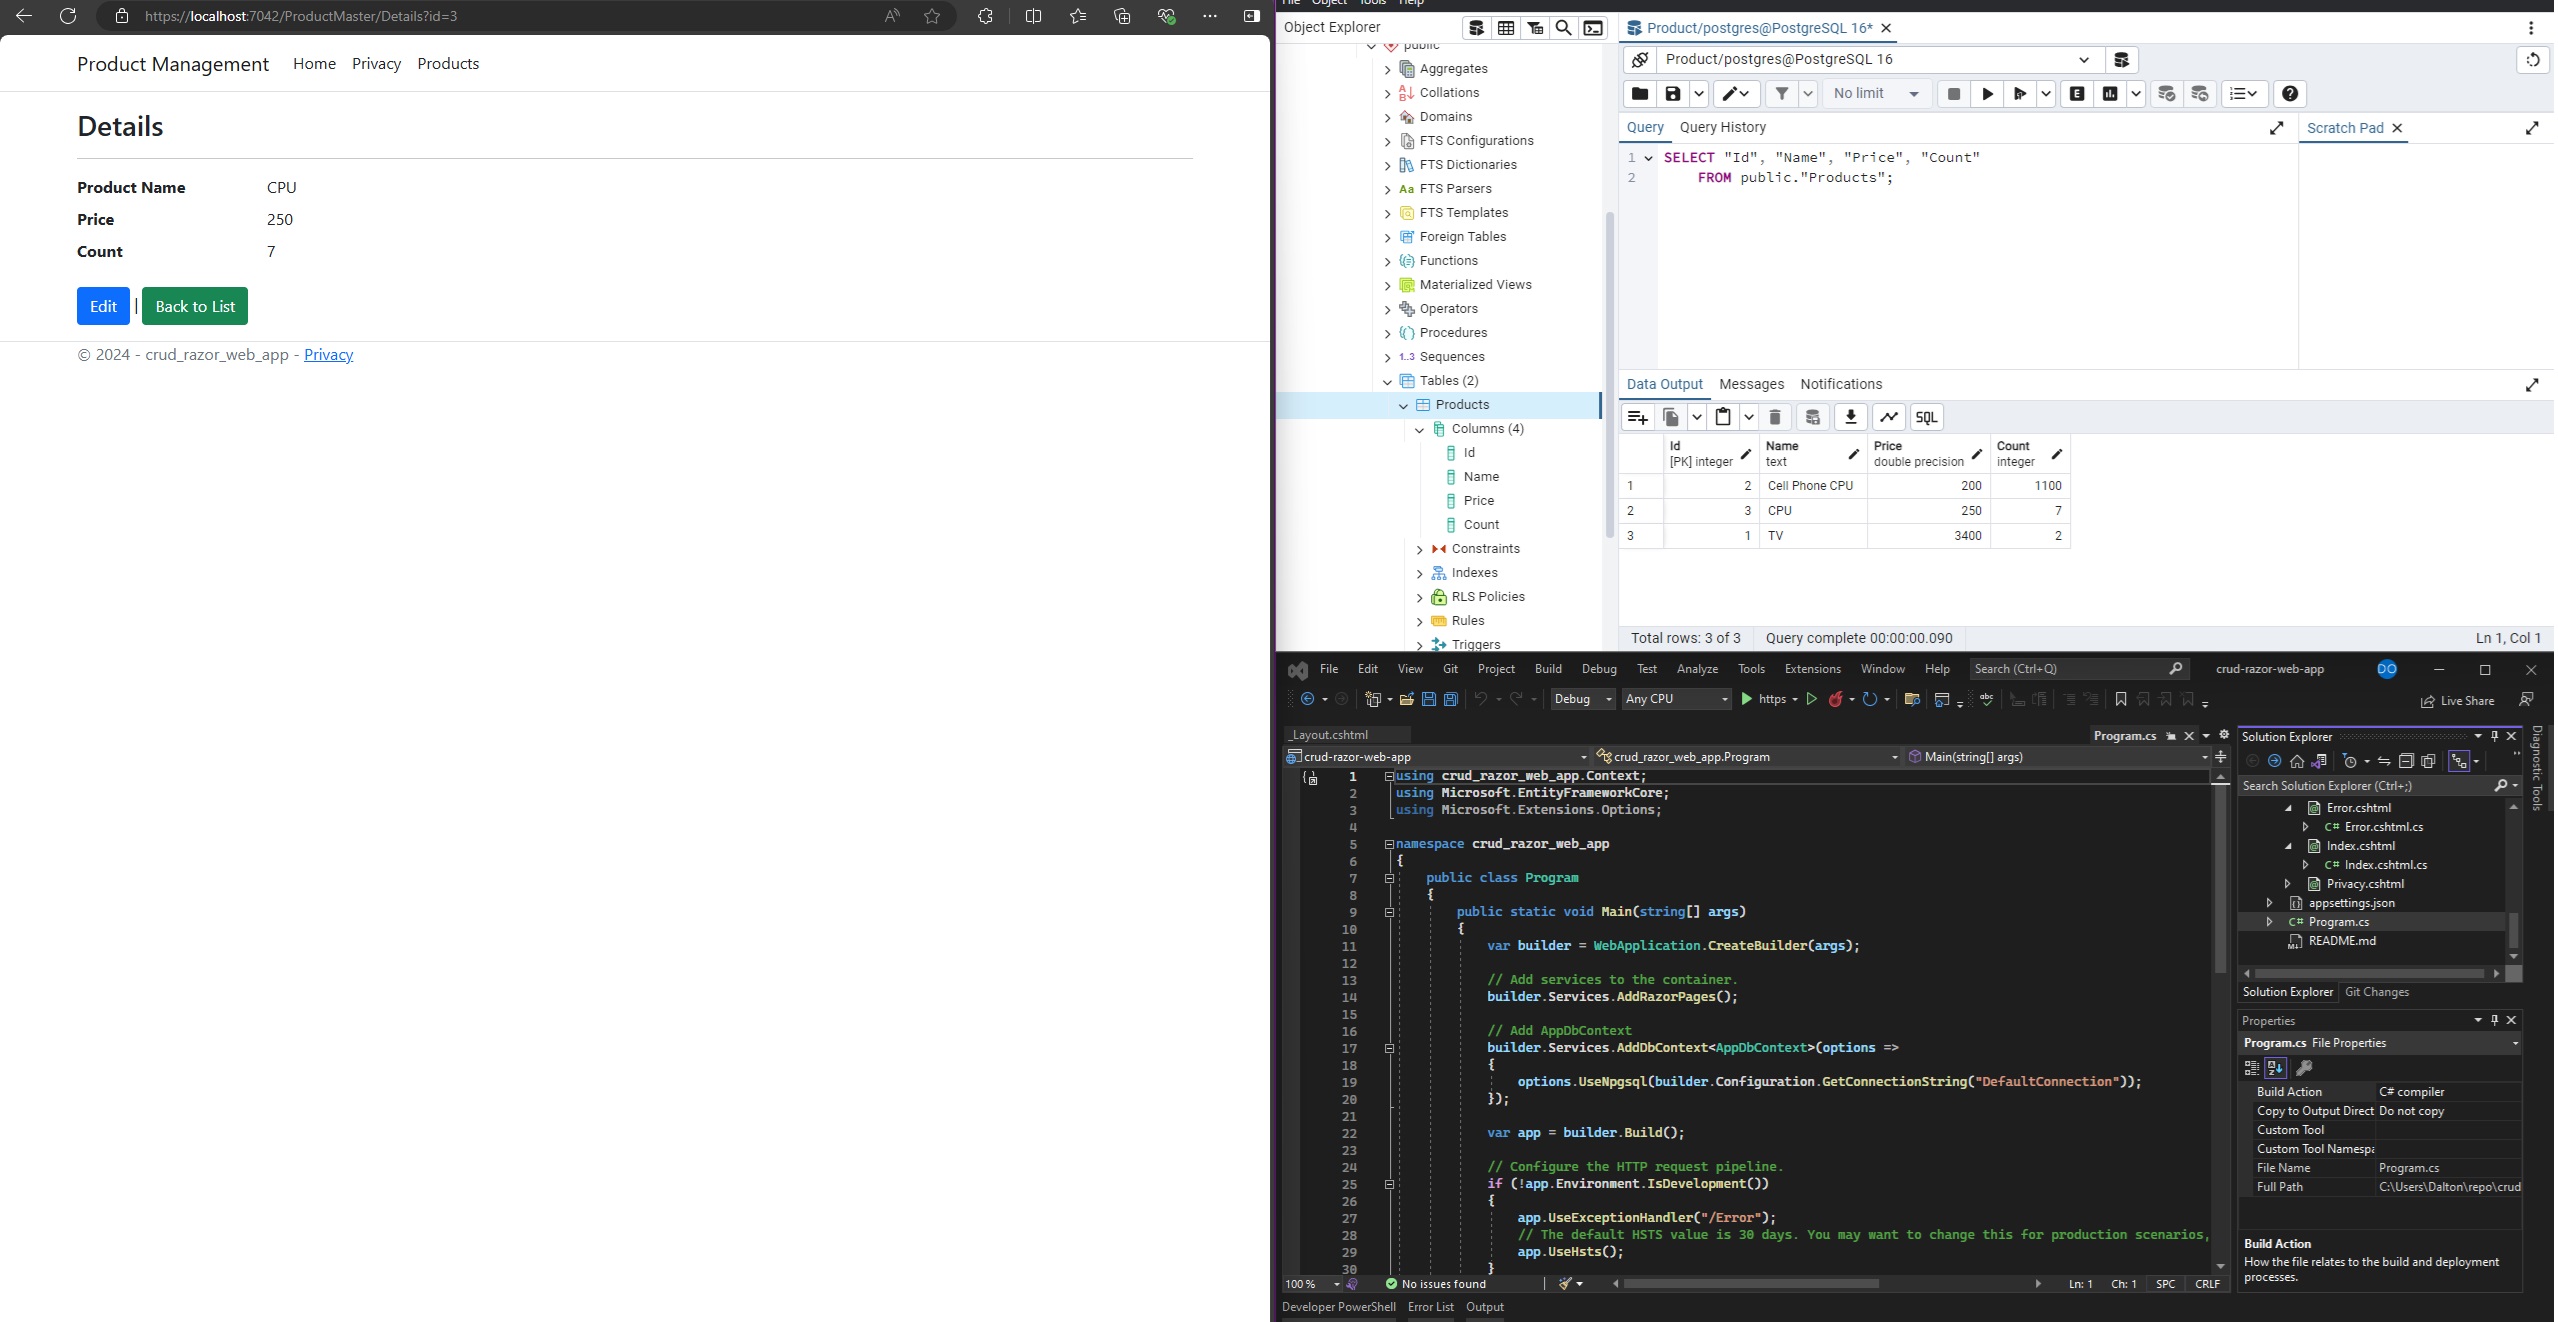 https://localhost:7042/ProductMaster/Details?id=3
Product Management Home Privacy Products
Details
Product Name CPU
Price 250
Count 7
Edit | Back to List
© 2024 - crud_razor_web_app - Privacy
File Object Tools Help
Object Explorer
public
Aggregates
Collations
Domains
FTS Configurations
FTS Dictionaries
Aa FTS Parsers
FTS Templates
Foreign Tables
Functions
Materialized Views
Operators
Procedures
1..3 Sequences
Tables (2)
Products
Columns (4)
Id
Name
Price
Count
Constraints
Indexes
RLS Policies
Rules
Triggers
Product/postgres@PostgreSQL 16*
Product/postgres@PostgreSQL 16
No limit
E
Query Query History
Scratch Pad
1 SELECT "Id", "Name", "Price", "Count"
2 FROM public."Products";
Data Output Messages Notifications
SQL
Id Name Price Count
[PK] integer text double precision integer
1 2 Cell Phone CPU 200 1100
2 3 CPU 250 7
3 1 TV 3400 2
Total rows: 3 of 3 Query complete 00:00:00.090 Ln 1, Col 1
File Edit View Git Project Build Debug Test Analyze Tools Extensions Window Help Search (Ctrl+Q) crud-razor-web-app DO
Debug Any CPU https Live Share
_Layout.cshtml Program.cs
crud-razor-web-app crud_razor_web_app.Program Main(string[] args)
1 using crud_razor_web_app.Context;
2 using Microsoft.EntityFrameworkCore;
3 using Microsoft.Extensions.Options;
4
5 namespace crud_razor_web_app
6 {
7 public class Program
8 {
9 public static void Main(string[] args)
10 {
11 var builder = WebApplication.CreateBuilder(args);
12
13 // Add services to the container.
14 builder.Services.AddRazorPages();
15
16 // Add AppDbContext
17 builder.Services.AddDbContext<AppDbContext>(options =>
18 {
19 options.UseNpgsql(builder.Configuration.GetConnectionString("DefaultConnection"));
20 });
21
22 var app = builder.Build();
23
24 // Configure the HTTP request pipeline.
25 if (!app.Environment.IsDevelopment())
26 {
27 app.UseExceptionHandler("/Error");
28 // The default HSTS value is 30 days. You may want to change this for production scenarios,
29 app.UseHsts();
30 }
100 % No issues found Ln: 1 Ch: 1 SPC CRLF
Developer PowerShell Error List Output
Solution Explorer
Search Solution Explorer (Ctrl+;)
Error.cshtml
C# Error.cshtml.cs
Index.cshtml
C# Index.cshtml.cs
Privacy.cshtml
appsettings.json
C# Program.cs
README.md
Solution Explorer Git Changes
Properties
Program.cs File Properties
Build Action C# compiler
Copy to Output Direct Do not copy
Custom Tool
Custom Tool Namespa
File Name Program.cs
Full Path C:\Users\Dalton\repo\crud
Build Action
How the file relates to the build and deployment
processes.
Diagnostic Tools